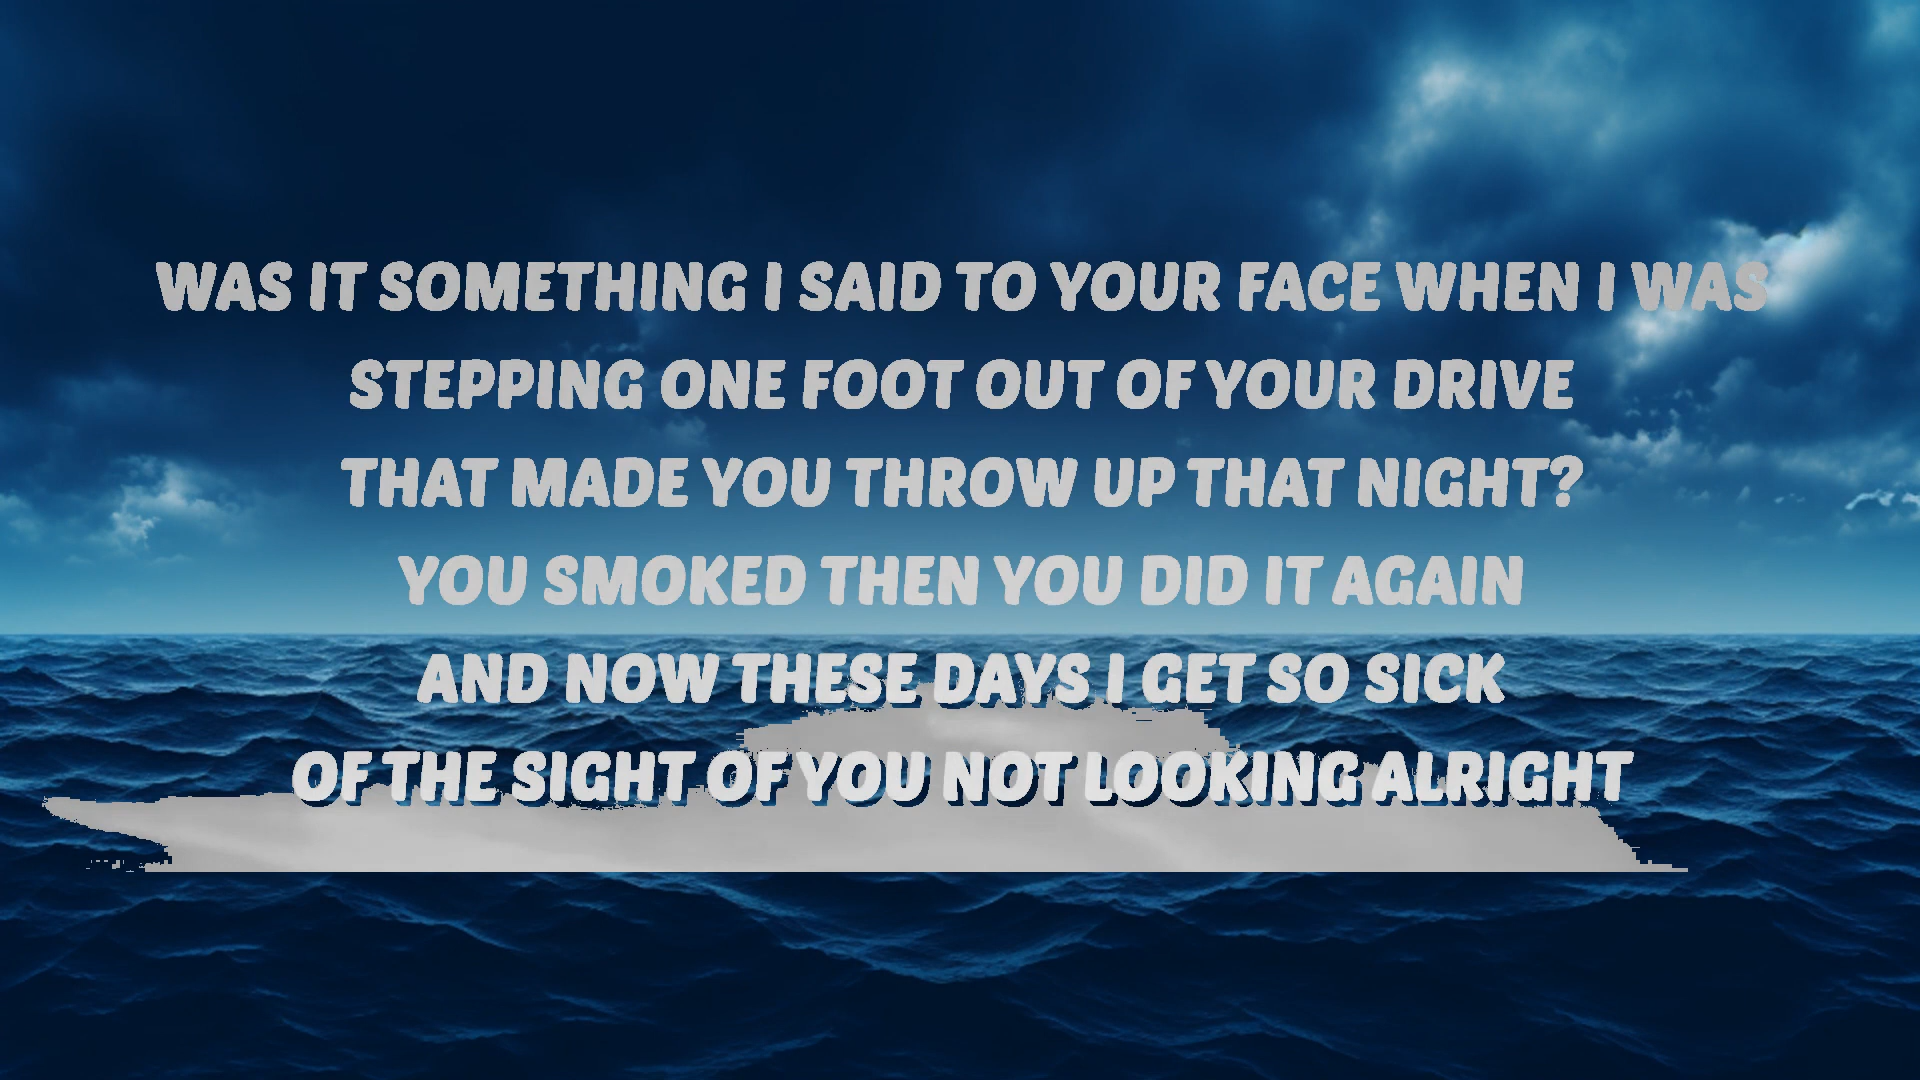 WAS IT SOMETHING I SAID TO YOUR FACE WHEN I WAS
STEPPING ONE FOOT OUT OF YOUR DRIVE
THAT MADE YOU THROW UP THAT NIGHT?
YOU SMOKED THEN YOU DID IT AGAIN
AND NOW THESE DAYS I GET SO SICK
OF THE SIGHT OF YOU NOT LOOKING ALRIGHT